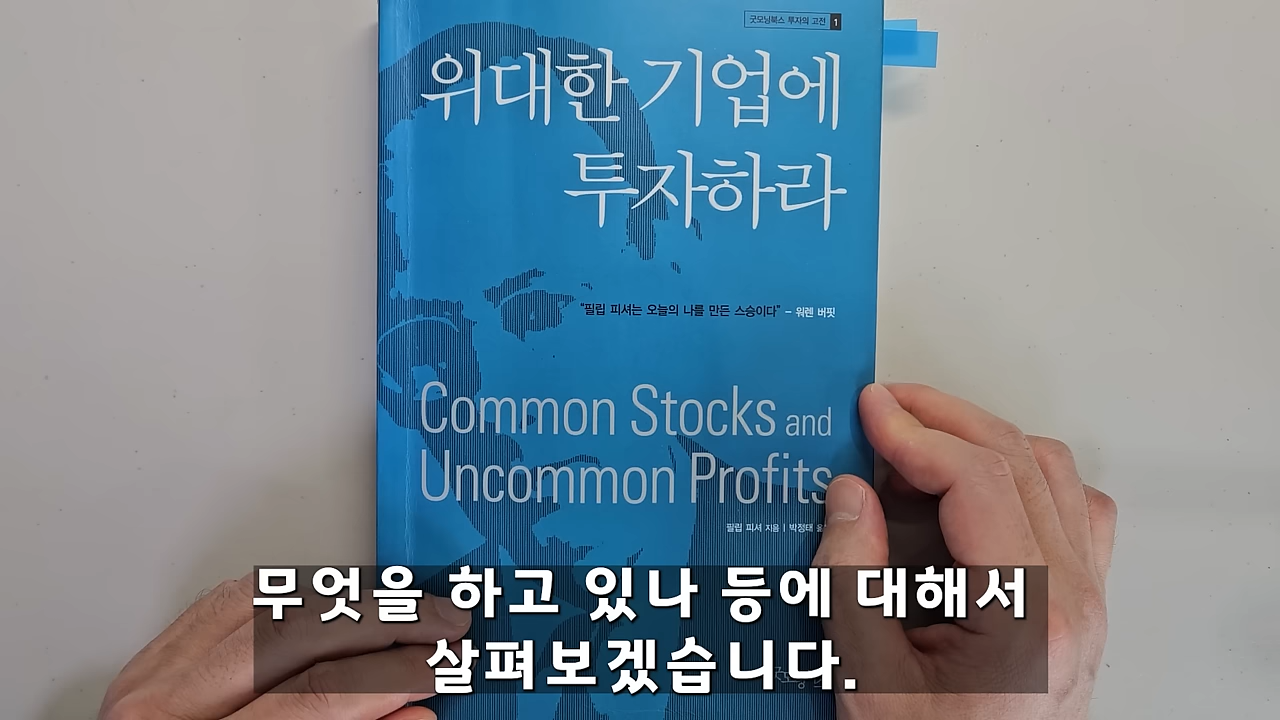 굿모닝북스 투자의 고전 1
위대한 기업에
투자하라
“필립 피셔는 오늘의 나를 만든 스승이다” – 워렌 버핏
Common Stocks and
Uncommon Profits
필립 피셔 지음 | 박정태
무엇을 하고 있나 등에 대해서
살펴보겠습니다.